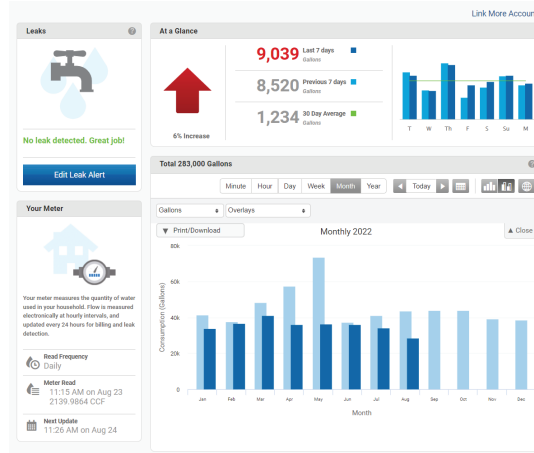 Link More Accoun
Leaks
No leak detected. Great job!
Edit Leak Alert
Your Meter
Your meter measures the quantity of water
used in your household. Flow is measured
electronically at hourly intervals, and
updated every 24 hours for billing and leak
detection.
Read Frequency
Daily
Meter Read
11:15 AM on Aug 23
2139.9864 CCF
Next Update
11:26 AM on Aug 24
At a Glance
6% Increase
9,039 Last 7 days
Gallons
8,520 Previous 7 days
Gallons
1,234 30 Day Average
Gallons
T W Th F S Su M
Total 283,000 Gallons
Minute Hour Day Week Month Year Today
Gallons Overlays
Print/Download Monthly 2022 Close
80k
60k
40k
20k
0
Consumption (Gallons)
Jan Feb Mar Apr May Jun Jul Aug Sep Oct Nov Dec
Month